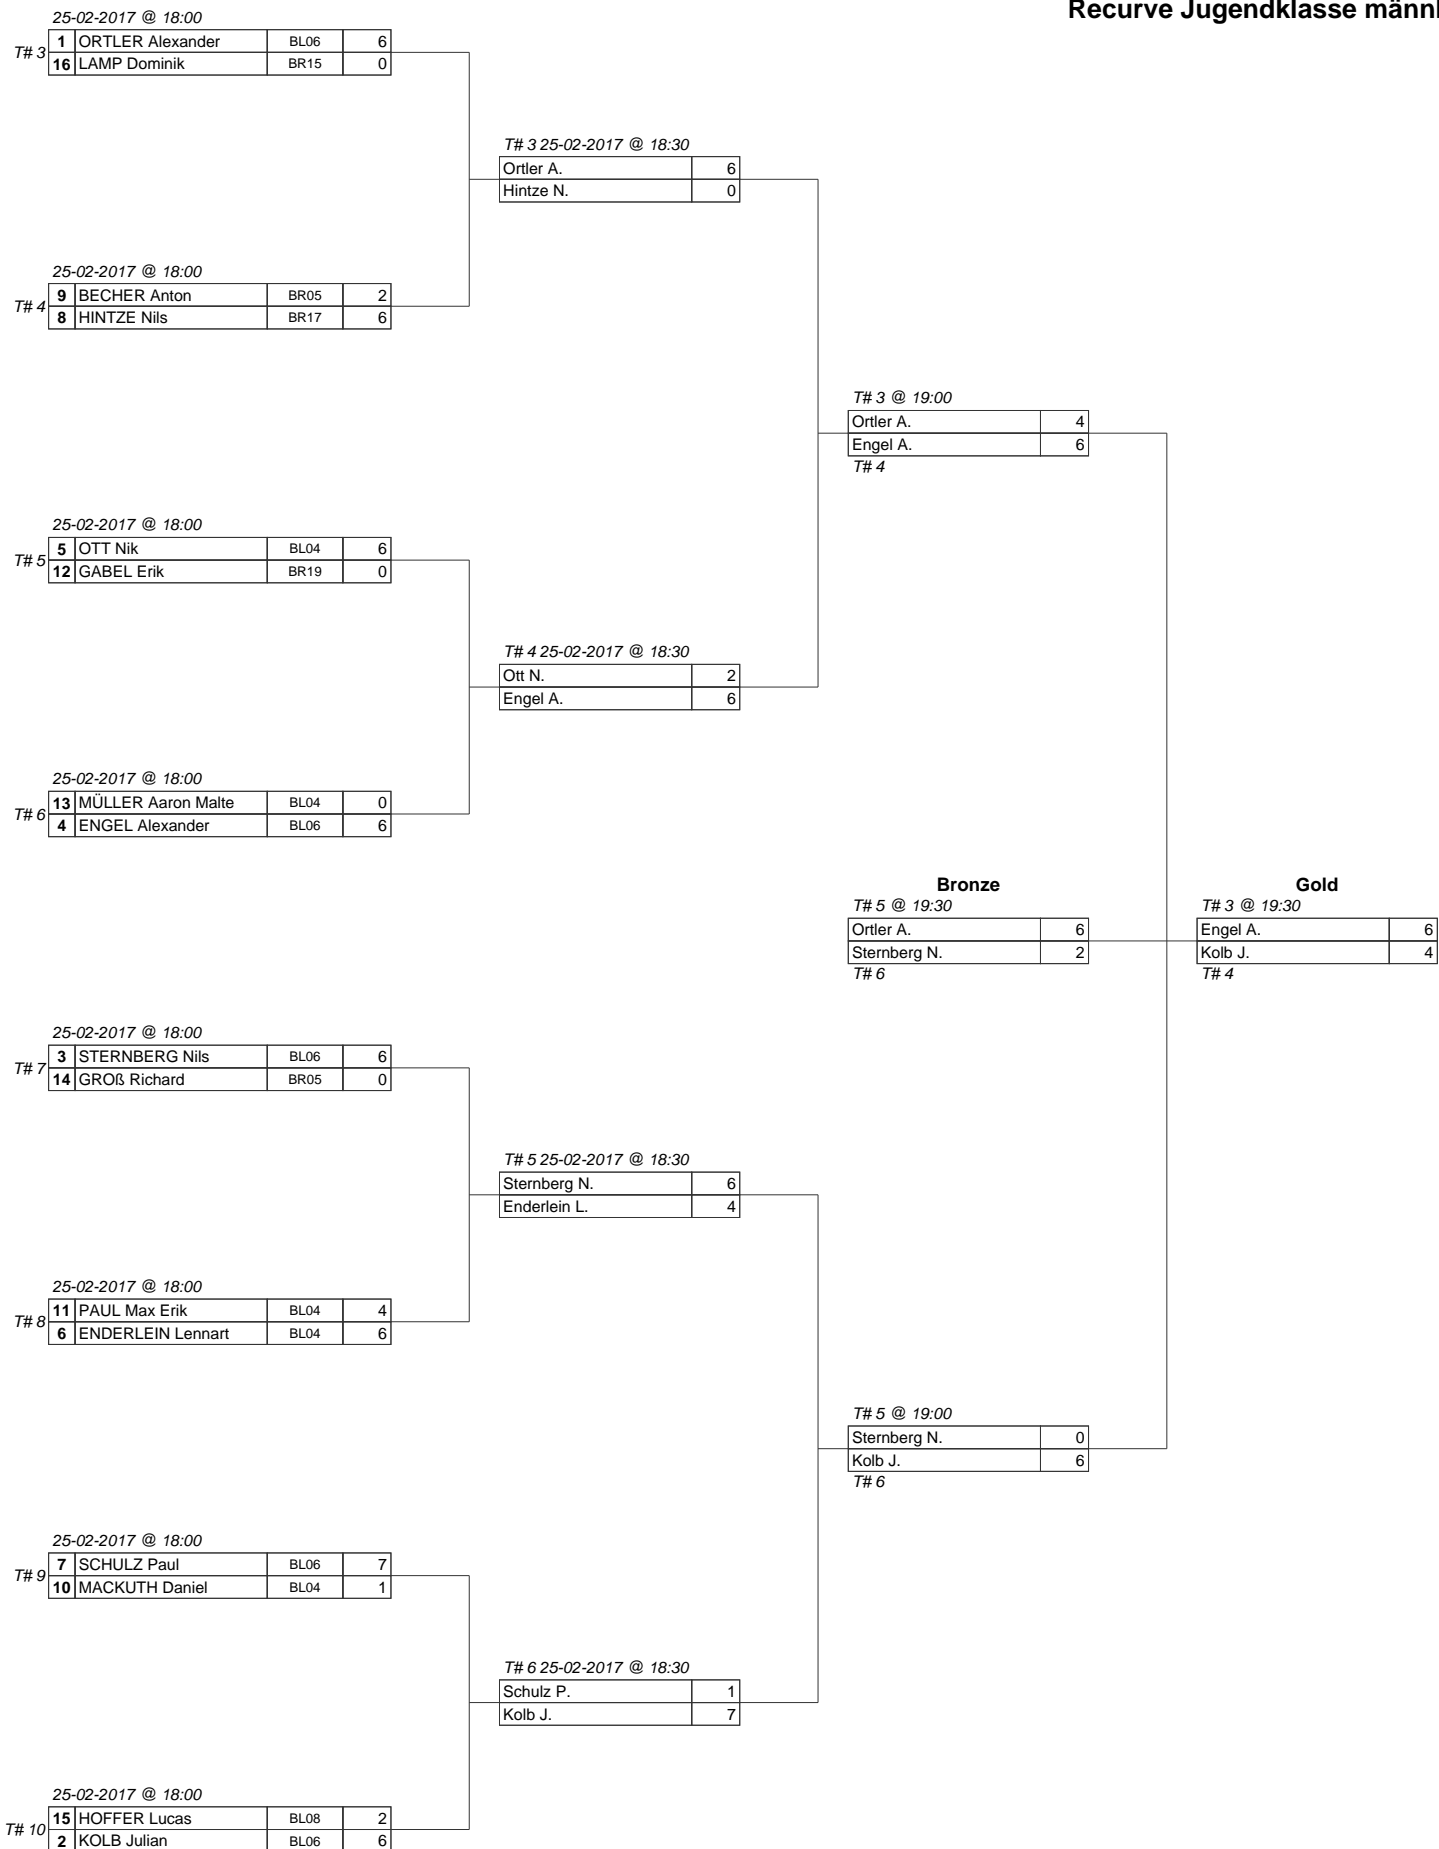 Recurve Jugendklasse männl
25-02-2017 @ 18:00
T# 3
1 ORTLER Alexander BL06 6
16 LAMP Dominik BR15 0
T# 3 25-02-2017 @ 18:30
Ortler A. 6
Hintze N. 0
25-02-2017 @ 18:00
T# 4
9 BECHER Anton BR05 2
8 HINTZE Nils BR17 6
T# 3 @ 19:00
Ortler A. 4
Engel A. 6
T# 4
25-02-2017 @ 18:00
T# 5
5 OTT Nik BL04 6
12 GABEL Erik BR19 0
T# 4 25-02-2017 @ 18:30
Ott N. 2
Engel A. 6
25-02-2017 @ 18:00
T# 6
13 MÜLLER Aaron Malte BL04 0
4 ENGEL Alexander BL06 6
Bronze
T# 5 @ 19:30
Ortler A. 6
Sternberg N. 2
T# 6
Gold
T# 3 @ 19:30
Engel A. 6
Kolb J. 4
T# 4
25-02-2017 @ 18:00
T# 7
3 STERNBERG Nils BL06 6
14 GROß Richard BR05 0
T# 5 25-02-2017 @ 18:30
Sternberg N. 6
Enderlein L. 4
25-02-2017 @ 18:00
T# 8
11 PAUL Max Erik BL04 4
6 ENDERLEIN Lennart BL04 6
T# 5 @ 19:00
Sternberg N. 0
Kolb J. 6
T# 6
25-02-2017 @ 18:00
T# 9
7 SCHULZ Paul BL06 7
10 MACKUTH Daniel BL04 1
T# 6 25-02-2017 @ 18:30
Schulz P. 1
Kolb J. 7
25-02-2017 @ 18:00
T# 10
15 HOFFER Lucas BL08 2
2 KOLB Julian BL06 6